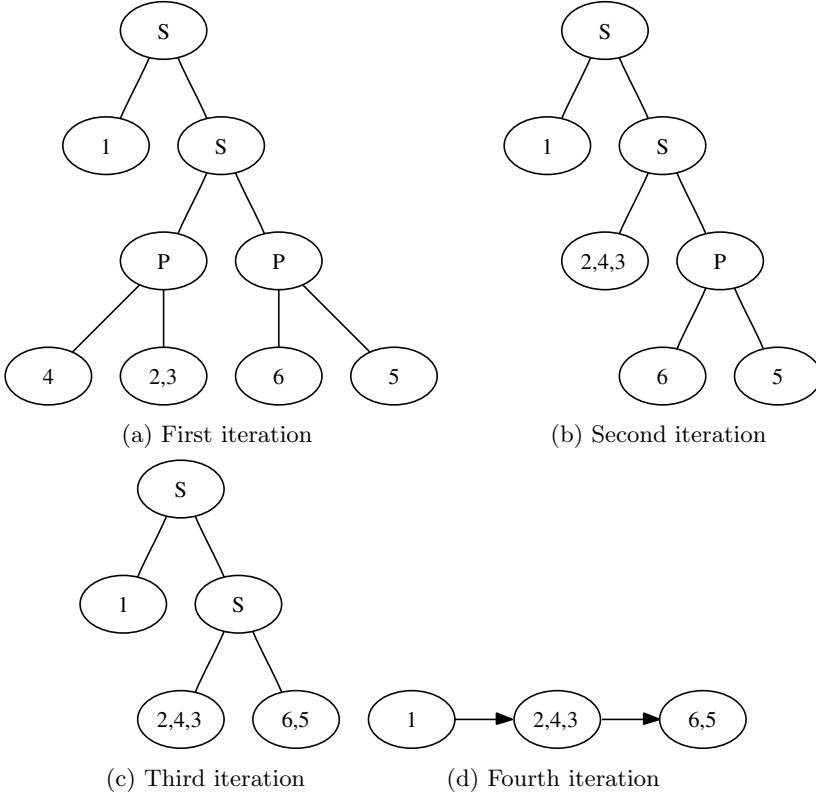 S
1
S
P
P
4
2,3
6
5
(a) First iteration
S
1
S
2,4,3
P
6
5
(b) Second iteration
S
1
S
2,4,3
6,5
(c) Third iteration
1
2,4,3
6,5
(d) Fourth iteration